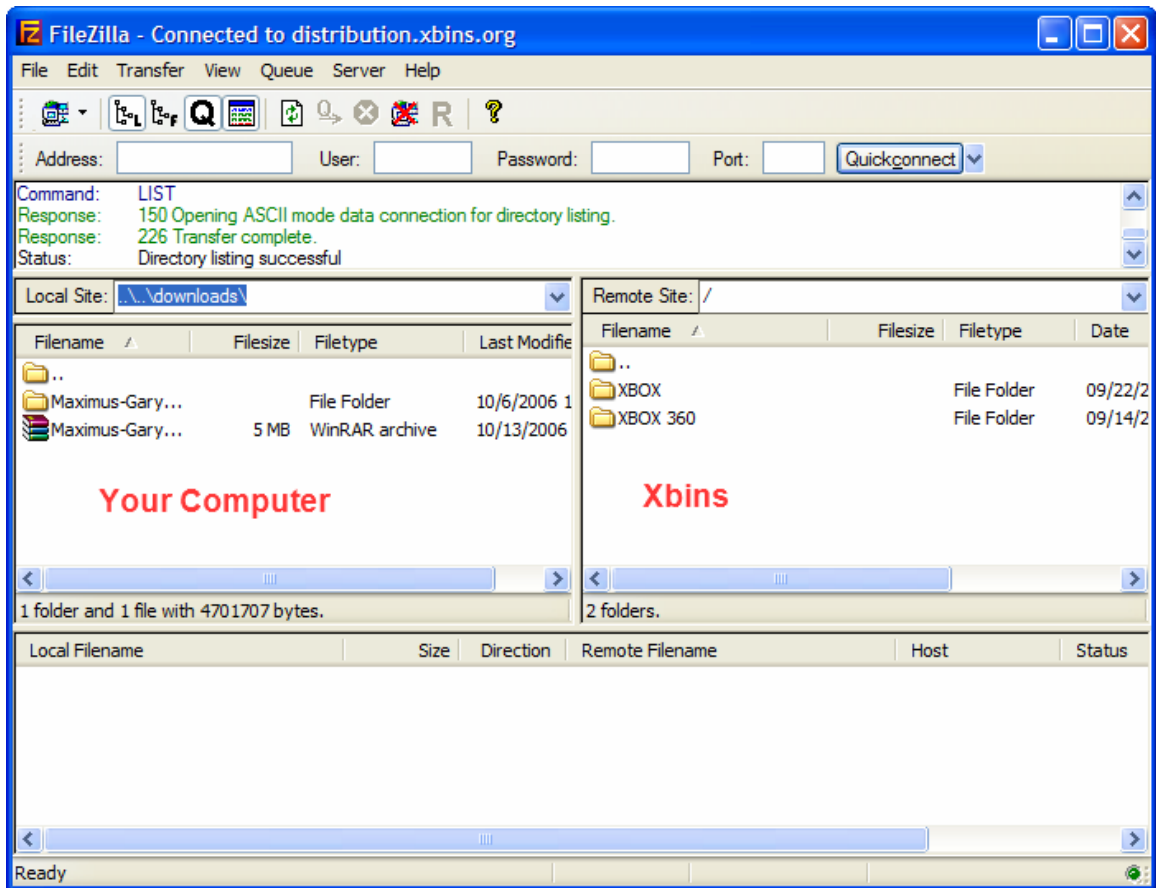 FileZilla - Connected to distribution.xbins.org
File Edit Transfer View Queue Server Help
L F Q R ?
Address: User: Password: Port: Quickconnect
Command: LIST
Response: 150 Opening ASCII mode data connection for directory listing.
Response: 226 Transfer complete.
Status: Directory listing successful
Local Site: ..\..\downloads\
Filename Filesize Filetype Last Modifie
..
Maximus-Gary... File Folder 10/6/2006 1
Maximus-Gary... 5 MB WinRAR archive 10/13/2006
Your Computer
1 folder and 1 file with 4701707 bytes.
Remote Site: /
Filename Filesize Filetype Date
..
XBOX File Folder 09/22/2
XBOX 360 File Folder 09/14/2
Xbins
2 folders.
Local Filename Size Direction Remote Filename Host Status
Ready